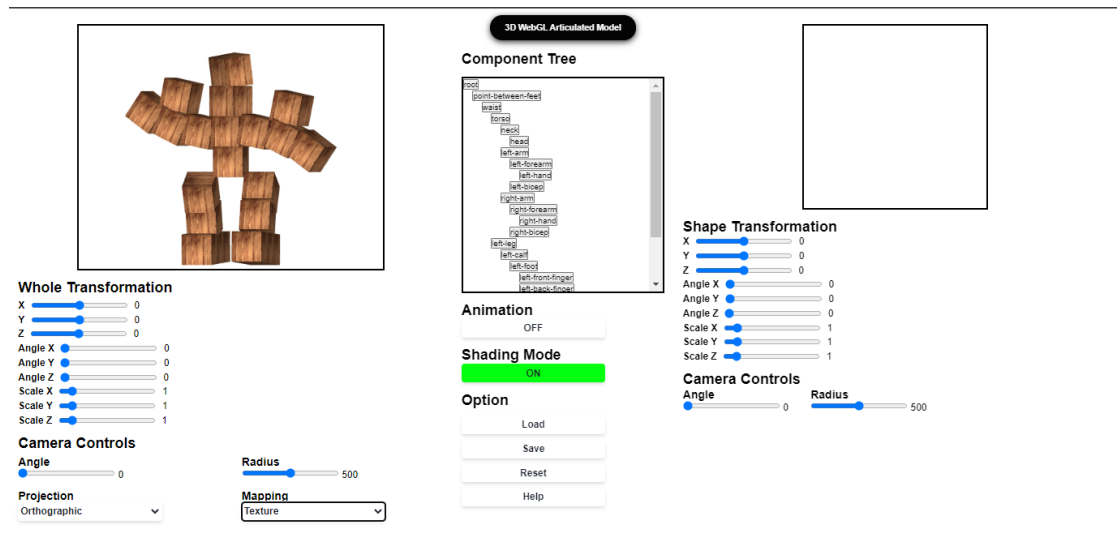 3D WebGL Articulated Model
Component Tree
root
point-between-feet
waist
torso
neck
head
left-arm
left-forearm
left-hand
left-bicep
right-arm
right-forearm
right-hand
right-bicep
left-leg
left-calf
left-foot
left-front-finger
left-back-finger
Whole Transformation
X 0
Y 0
Z 0
Angle X 0
Angle Y 0
Angle Z 0
Scale X 1
Scale Y 1
Scale Z 1
Camera Controls
Angle Radius
0 500
Projection Mapping
Orthographic Texture
Animation
OFF
Shading Mode
ON
Option
Load
Save
Reset
Help
Shape Transformation
X 0
Y 0
Z 0
Angle X 0
Angle Y 0
Angle Z 0
Scale X 1
Scale Y 1
Scale Z 1
Camera Controls
Angle Radius
0 500